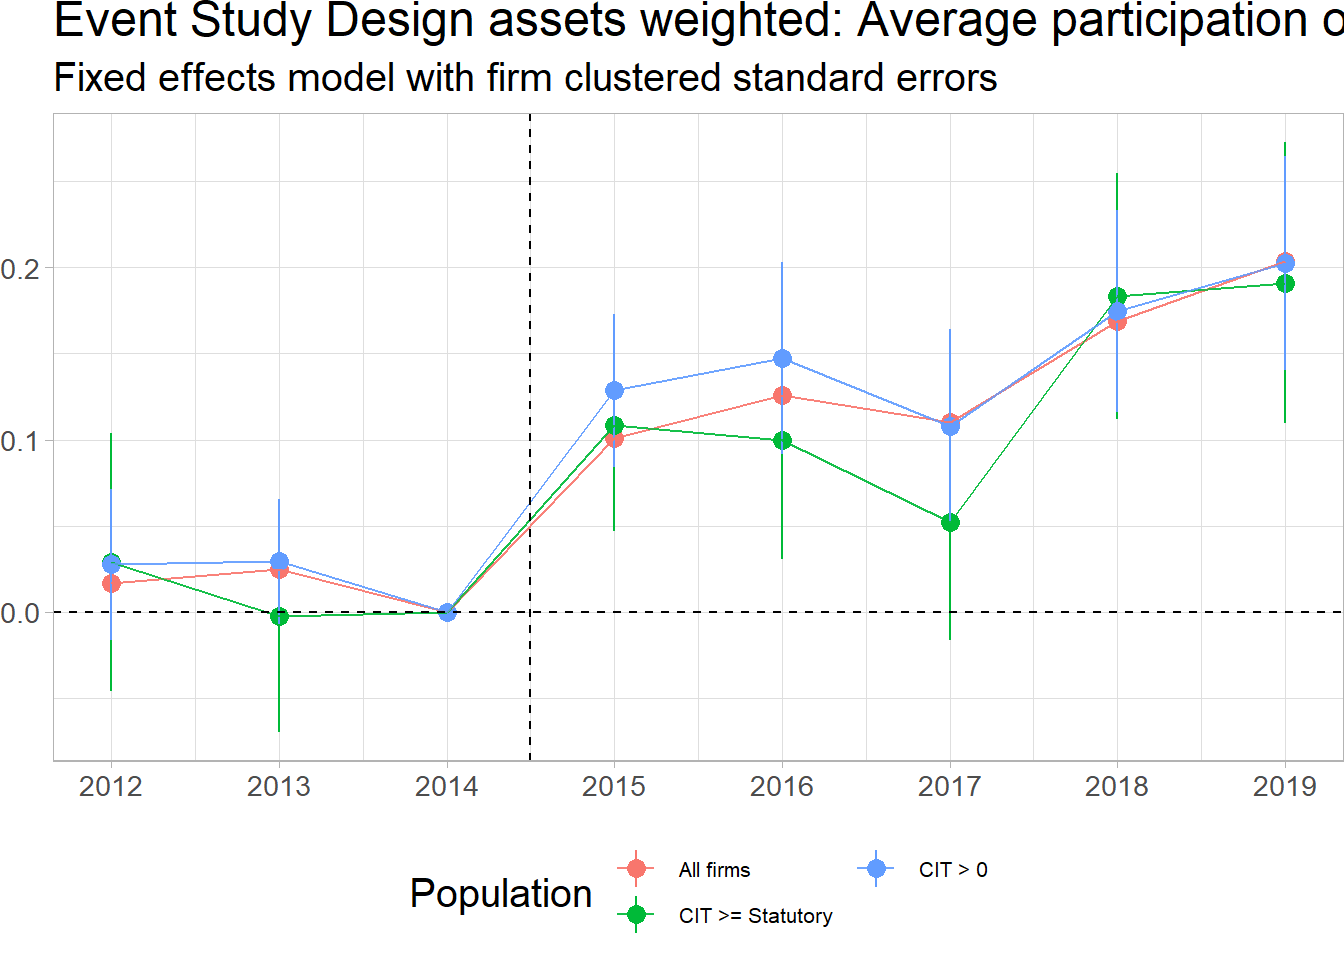 Event Study Design assets weighted: Average participation o
Fixed effects model with firm clustered standard errors
0.2
0.1
0.0
2012 2013 2014 2015 2016 2017 2018 2019
Population
All firms
CIT > 0
CIT >= Statutory